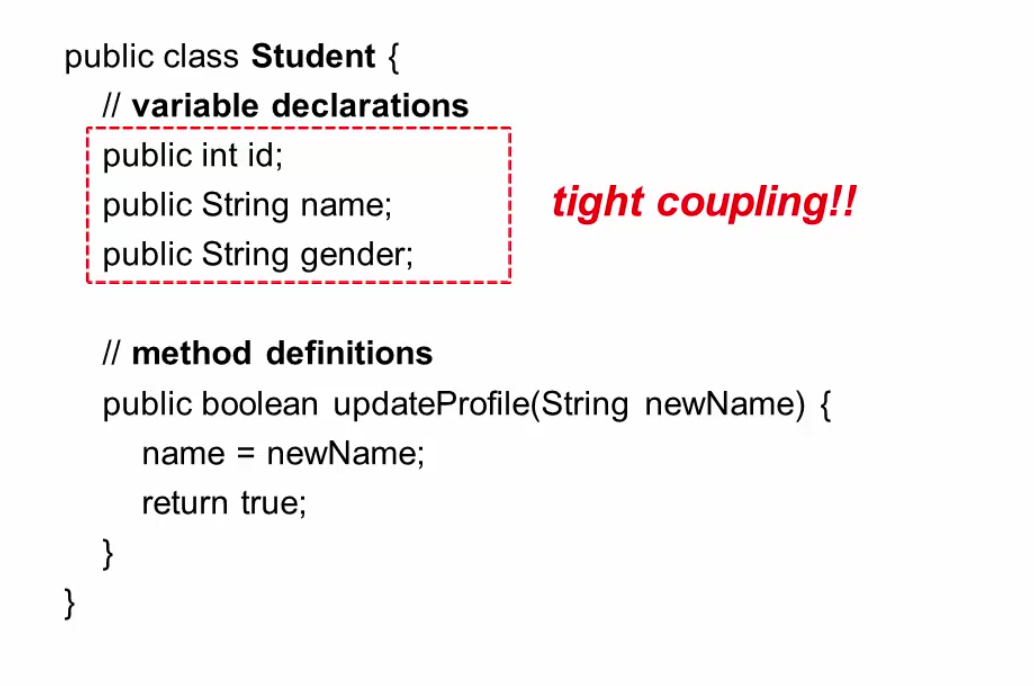 public class Student {
// variable declarations
public int id;
public String name;
public String gender;
tight coupling!!
// method definitions
public boolean updateProfile(String newName) {
name = newName;
return true;
}
}